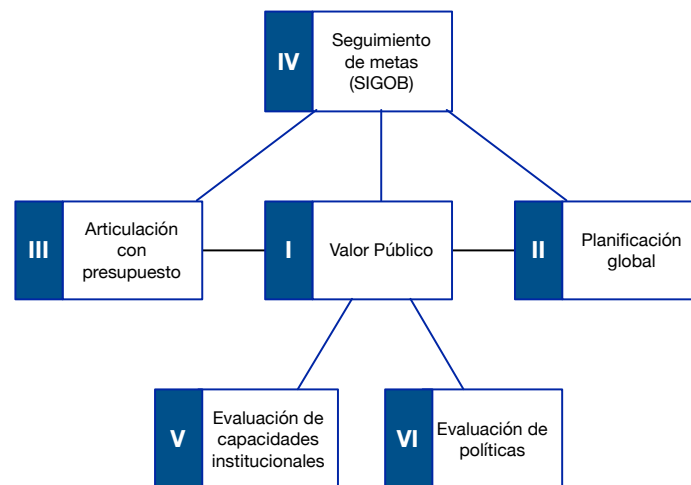 IV
Seguimiento
de metas
(SIGOB)
III
Articulación
con
presupuesto
I
Valor Público
II
Planificación
global
V
Evaluación de
capacidades
institucionales
VI
Evaluación de
políticas